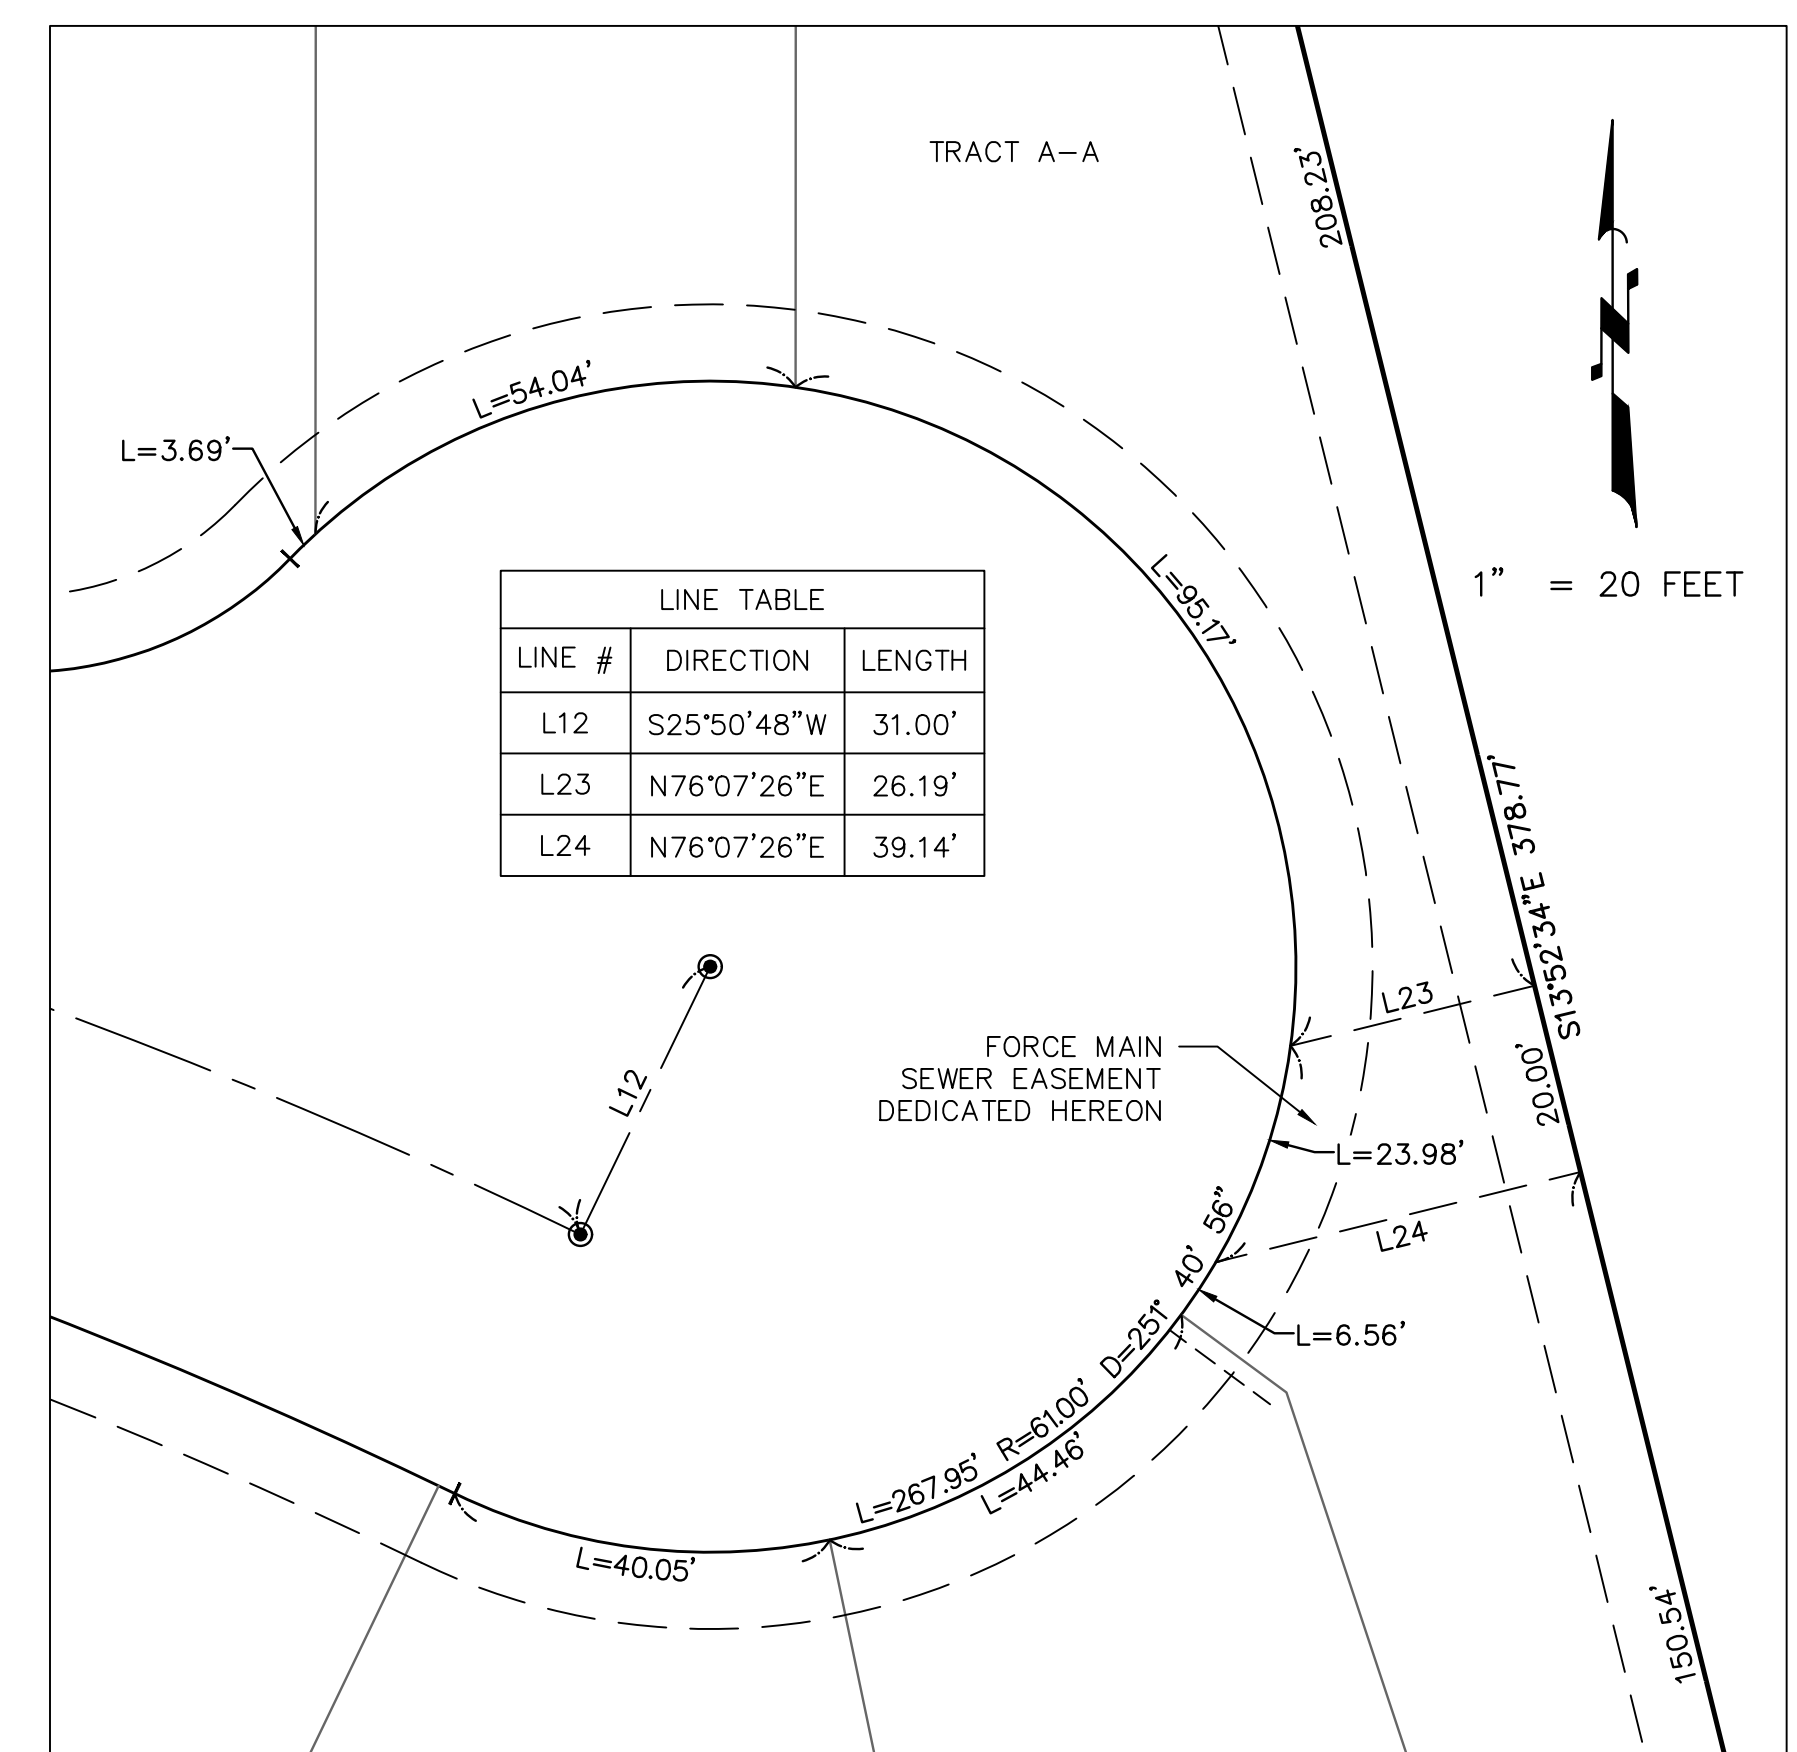 TRACT A-A
208.23'
L=54.04'
L=3.69'
L=95.17'
1" = 20 FEET
LINE TABLE
LINE # DIRECTION LENGTH
L12 S25°50'48"W 31.00'
L23 N76°07'26"E 26.19'
L24 N76°07'26"E 39.14'
S13°52'34"E 378.77'
L23
20.00'
FORCE MAIN
SEWER EASEMENT
DEDICATED HEREON
L12
L=23.98'
L24
L=6.56'
L=267.95' R=61.00' D=251° 40' 56"
L=44.46'
L=40.05'
150.54'